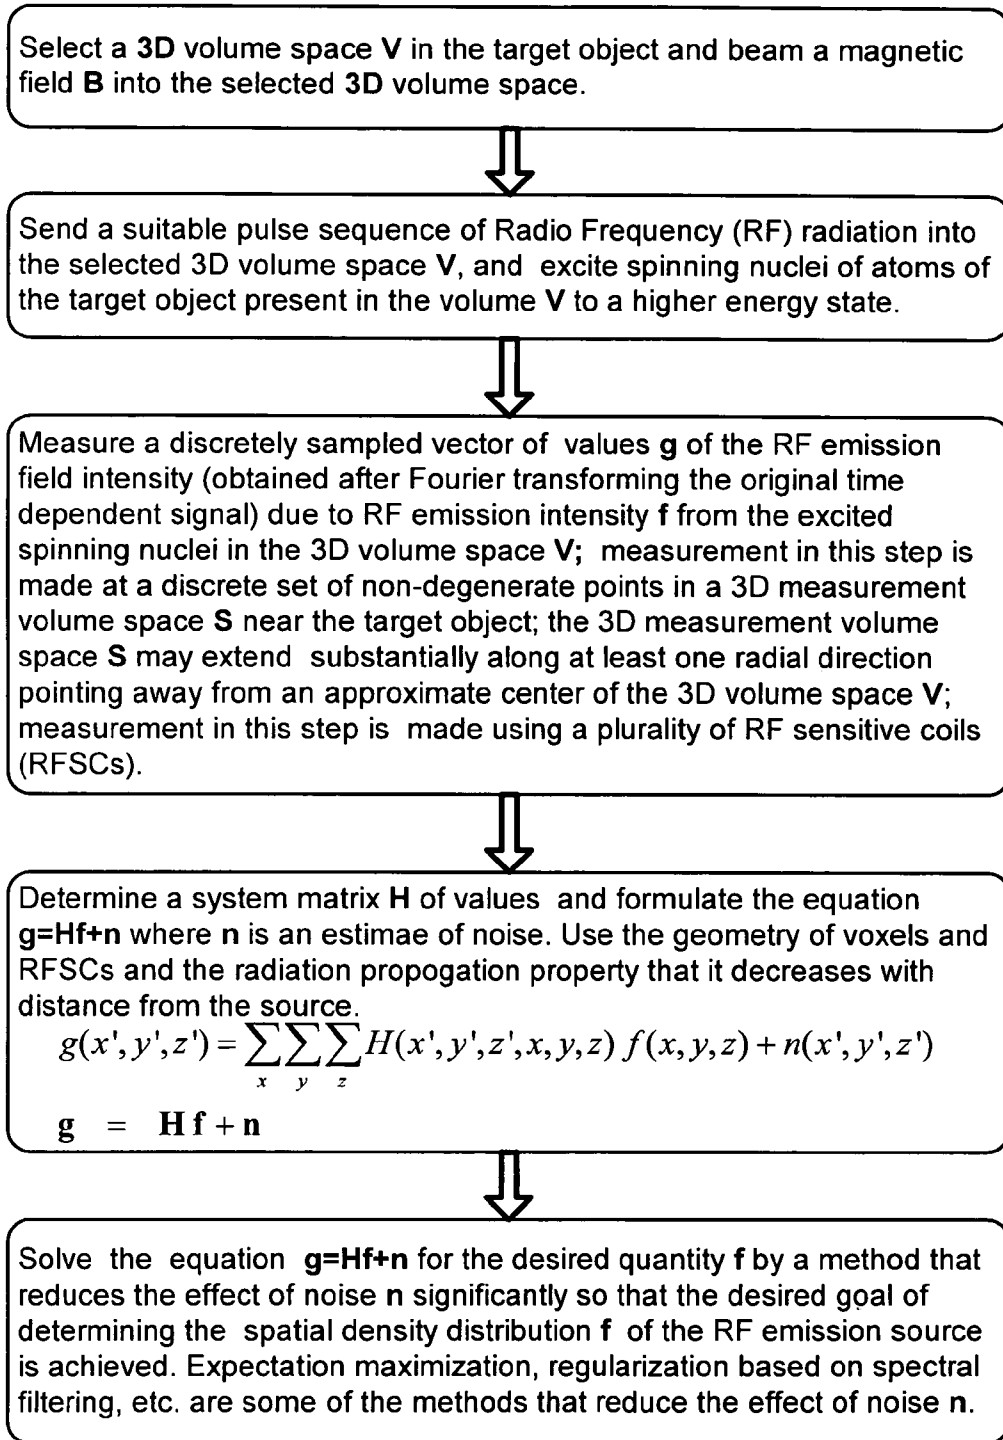 Select a 3D volume space V in the target object and beam a magnetic
field B into the selected 3D volume space.
Send a suitable pulse sequence of Radio Frequency (RF) radiation into
the selected 3D volume space V, and excite spinning nuclei of atoms of
the target object present in the volume V to a higher energy state.
Measure a discretely sampled vector of values g of the RF emission
field intensity (obtained after Fourier transforming the original time
dependent signal) due to RF emission intensity f from the excited
spinning nuclei in the 3D volume space V; measurement in this step is
made at a discrete set of non-degenerate points in a 3D measurement
volume space S near the target object; the 3D measurement volume
space S may extend substantially along at least one radial direction
pointing away from an approximate center of the 3D volume space V;
measurement in this step is made using a plurality of RF sensitive coils
(RFSCs).
Determine a system matrix H of values and formulate the equation
g=Hf+n where n is an estimae of noise. Use the geometry of voxels and
RFSCs and the radiation propogation property that it decreases with
distance from the source.
g(x',y',z') = ∑∑∑ H(x',y',z',x,y,z) f(x,y,z) + n(x',y',z')
x y z
g = H f + n
Solve the equation g=Hf+n for the desired quantity f by a method that
reduces the effect of noise n significantly so that the desired goal of
determining the spatial density distribution f of the RF emission source
is achieved. Expectation maximization, regularization based on spectral
filtering, etc. are some of the methods that reduce the effect of noise n.